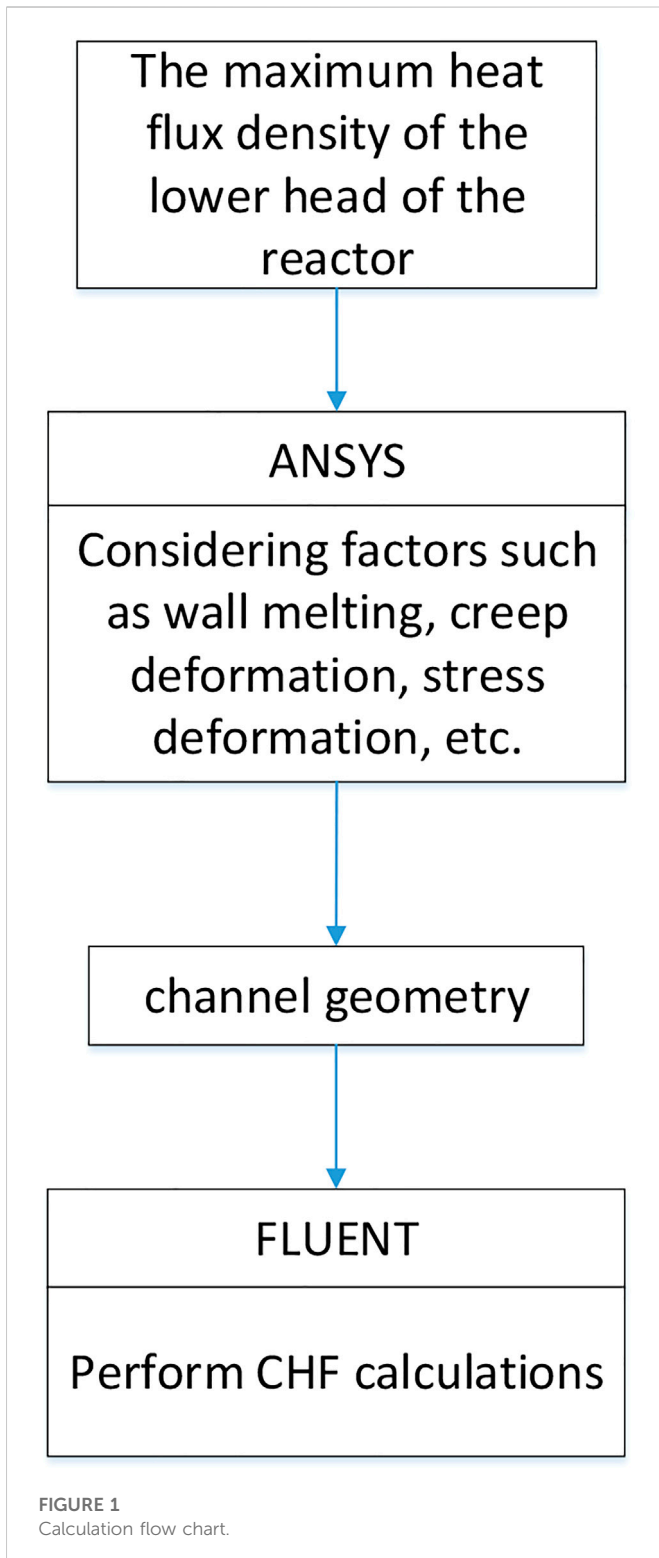 The maximum heat
flux density of the
lower head of the
reactor
ANSYS
Considering factors such
as wall melting, creep
deformation, stress
deformation, etc.
channel geometry
FLUENT
Perform CHF calculations
FIGURE 1
Calculation flow chart.